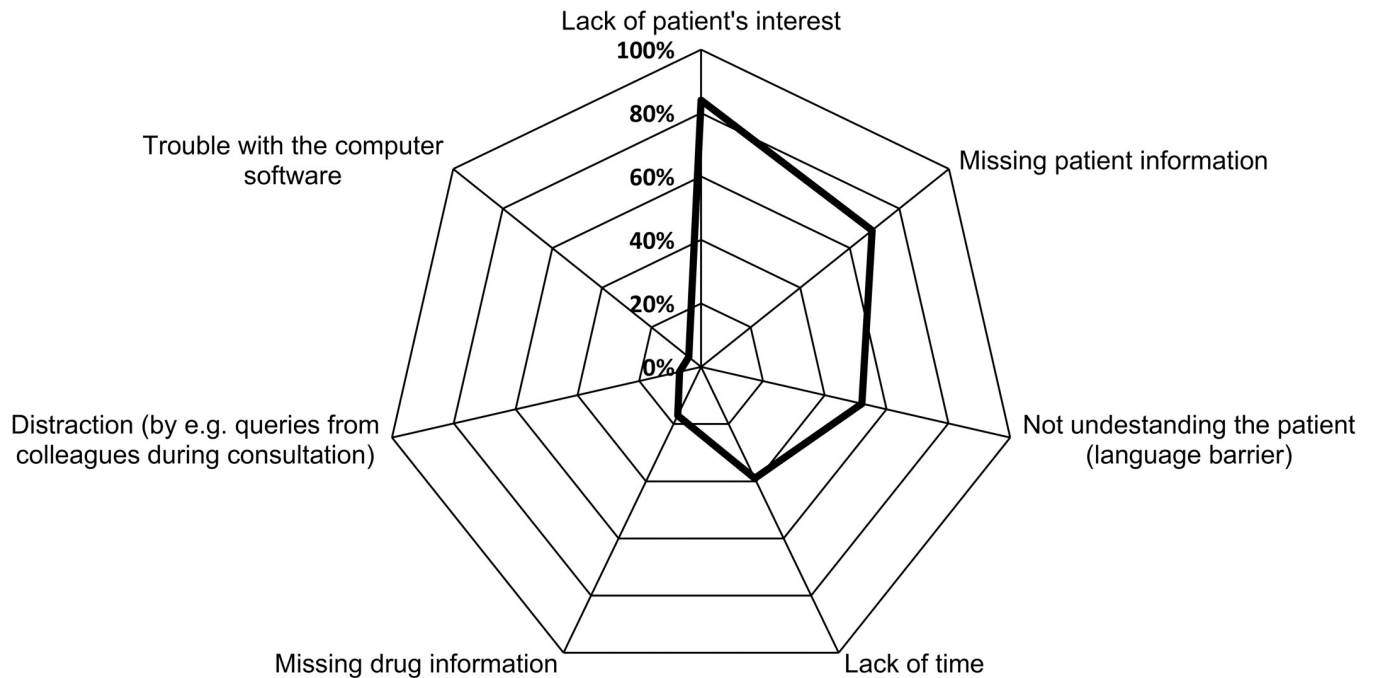 Lack of patient's interest
100%
80%
60%
40%
20%
0%
Trouble with the computer
software
Missing patient information
Distraction (by e.g. queries from
colleagues during consultation)
Not undestanding the patient
(language barrier)
Missing drug information
Lack of time